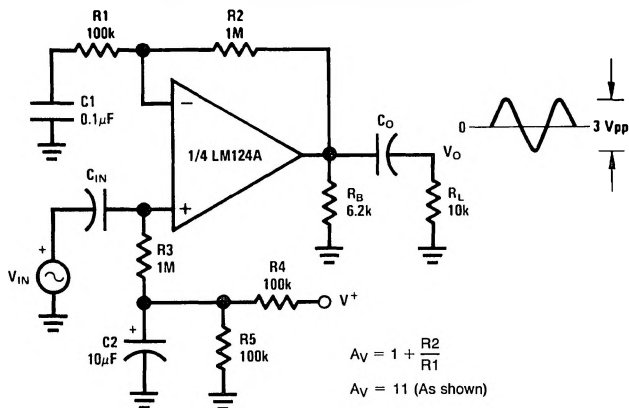 R1
100k
R2
1M
C1
0.1μF
−
1/4 LM124A
+
CO
VO
0
3 Vpp
CIN
RB
6.2k
RL
10k
+
VIN
R3
1M
R4
100k
V+
+
C2
10μF
R5
100k
AV = 1 + R2/R1
AV = 11 (As shown)